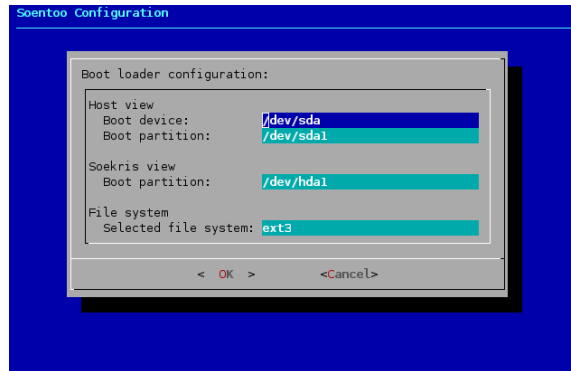 Soentoo Configuration
Boot loader configuration:
Host view
Boot device: /dev/sda
Boot partition: /dev/sda1
Soekris view
Boot partition: /dev/hda1
File system
Selected file system: ext3
< OK > <Cancel>